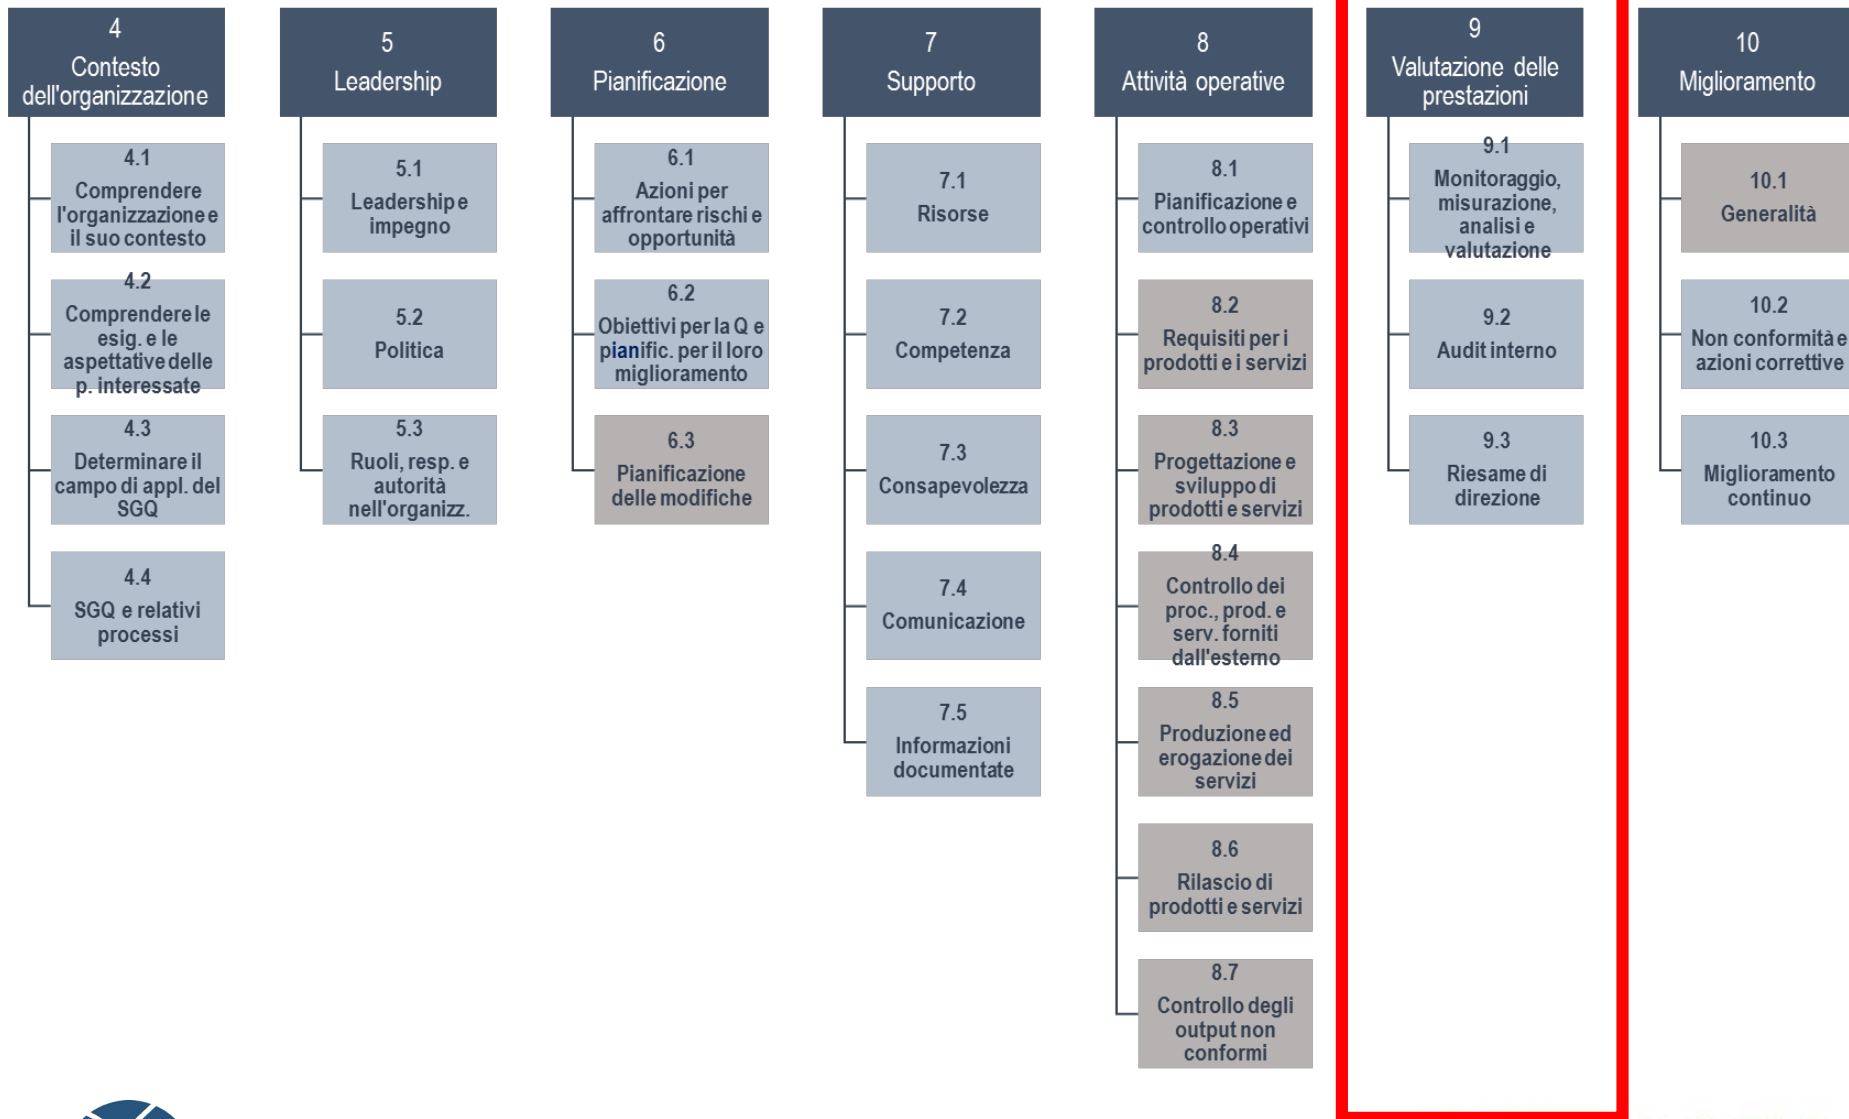 4
Contesto
dell'organizzazione
4.1
Comprendere
l'organizzazione e
il suo contesto
4.2
Comprendere le
esig. e le
aspettative delle
p. interessate
4.3
Determinare il
campo di appl. del
SGQ
4.4
SGQ e relativi
processi
5
Leadership
5.1
Leadership e
impegno
5.2
Politica
5.3
Ruoli, resp. e
autorità
nell'organizz.
6
Pianificazione
6.1
Azioni per
affrontare rischi e
opportunità
6.2
Obiettivi per la Q e
pianific. per il loro
miglioramento
6.3
Pianificazione
delle modifiche
7
Supporto
7.1
Risorse
7.2
Competenza
7.3
Consapevolezza
7.4
Comunicazione
7.5
Informazioni
documentate
8
Attività operative
8.1
Pianificazione e
controllo operativi
8.2
Requisiti per i
prodotti e i servizi
8.3
Progettazione e
sviluppo di
prodotti e servizi
8.4
Controllo dei
proc., prod. e
serv. forniti
dall'esterno
8.5
Produzione ed
erogazione dei
servizi
8.6
Rilascio di
prodotti e servizi
8.7
Controllo degli
output non
conformi
9
Valutazione delle
prestazioni
9.1
Monitoraggio,
misurazione,
analisi e
valutazione
9.2
Audit interno
9.3
Riesame di
direzione
10
Miglioramento
10.1
Generalità
10.2
Non conformità e
azioni correttive
10.3
Miglioramento
continuo